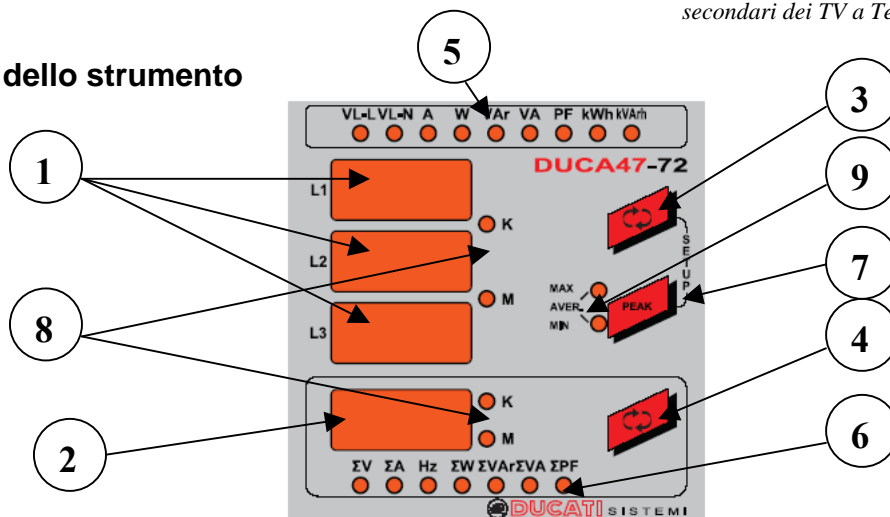 secondari dei TV a Te
dello strumento
5
3
VL-L VL-N A W VAr VA PF kWh kVArh
DUCA47-72
1
9
L1
K
SETUP
L2
7
MAX
M
AVER.
PEAK
MIN
8
L3
4
K
M
2
6
ΣV ΣA Hz ΣW ΣVAr ΣVA ΣPF
DUCATI SISTEMI